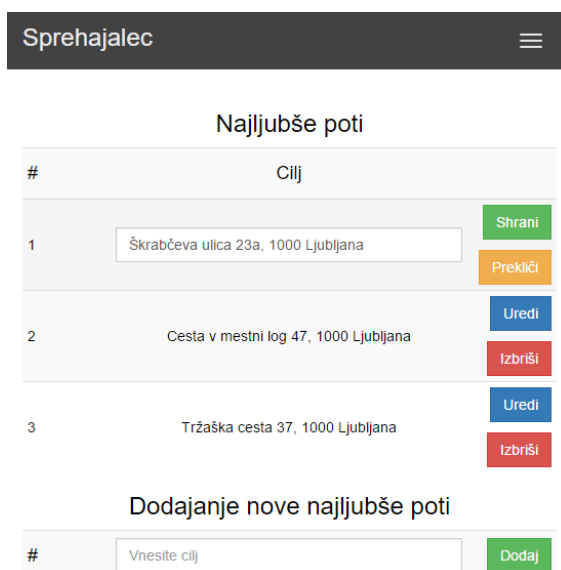 Sprehajalec
Najljubše poti
# Cilj
Shrani
1 Škrabčeva ulica 23a, 1000 Ljubljana
Prekliči
Uredi
2 Cesta v mestni log 47, 1000 Ljubljana
Izbriši
Uredi
3 Tržaška cesta 37, 1000 Ljubljana
Izbriši
Dodajanje nove najljubše poti
# Vnesite cilj Dodaj